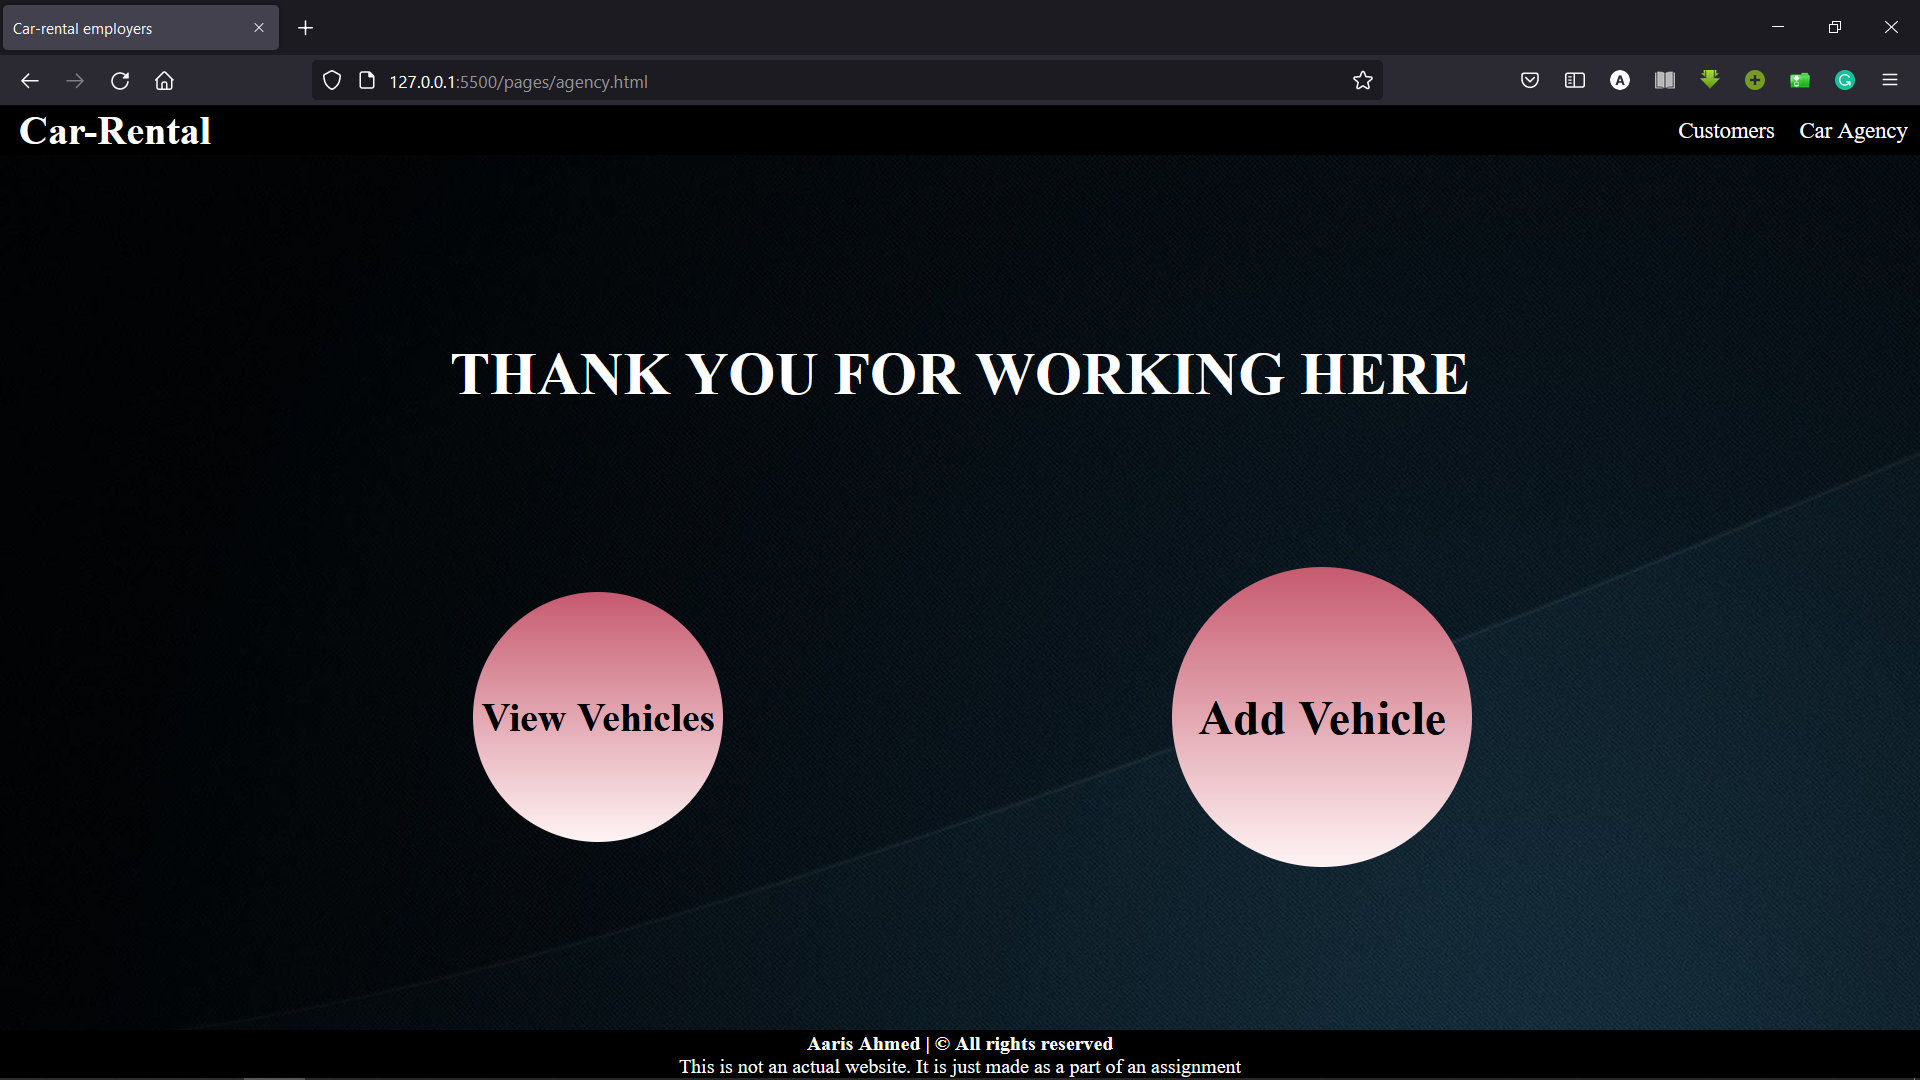 Car-rental employers
127.0.0.1:5500/pages/agency.html
A
G
Car-Rental
Customers
Car Agency
THANK YOU FOR WORKING HERE
View Vehicles
Add Vehicle
Aaris Ahmed | © All rights reserved
This is not an actual website. It is just made as a part of an assignment